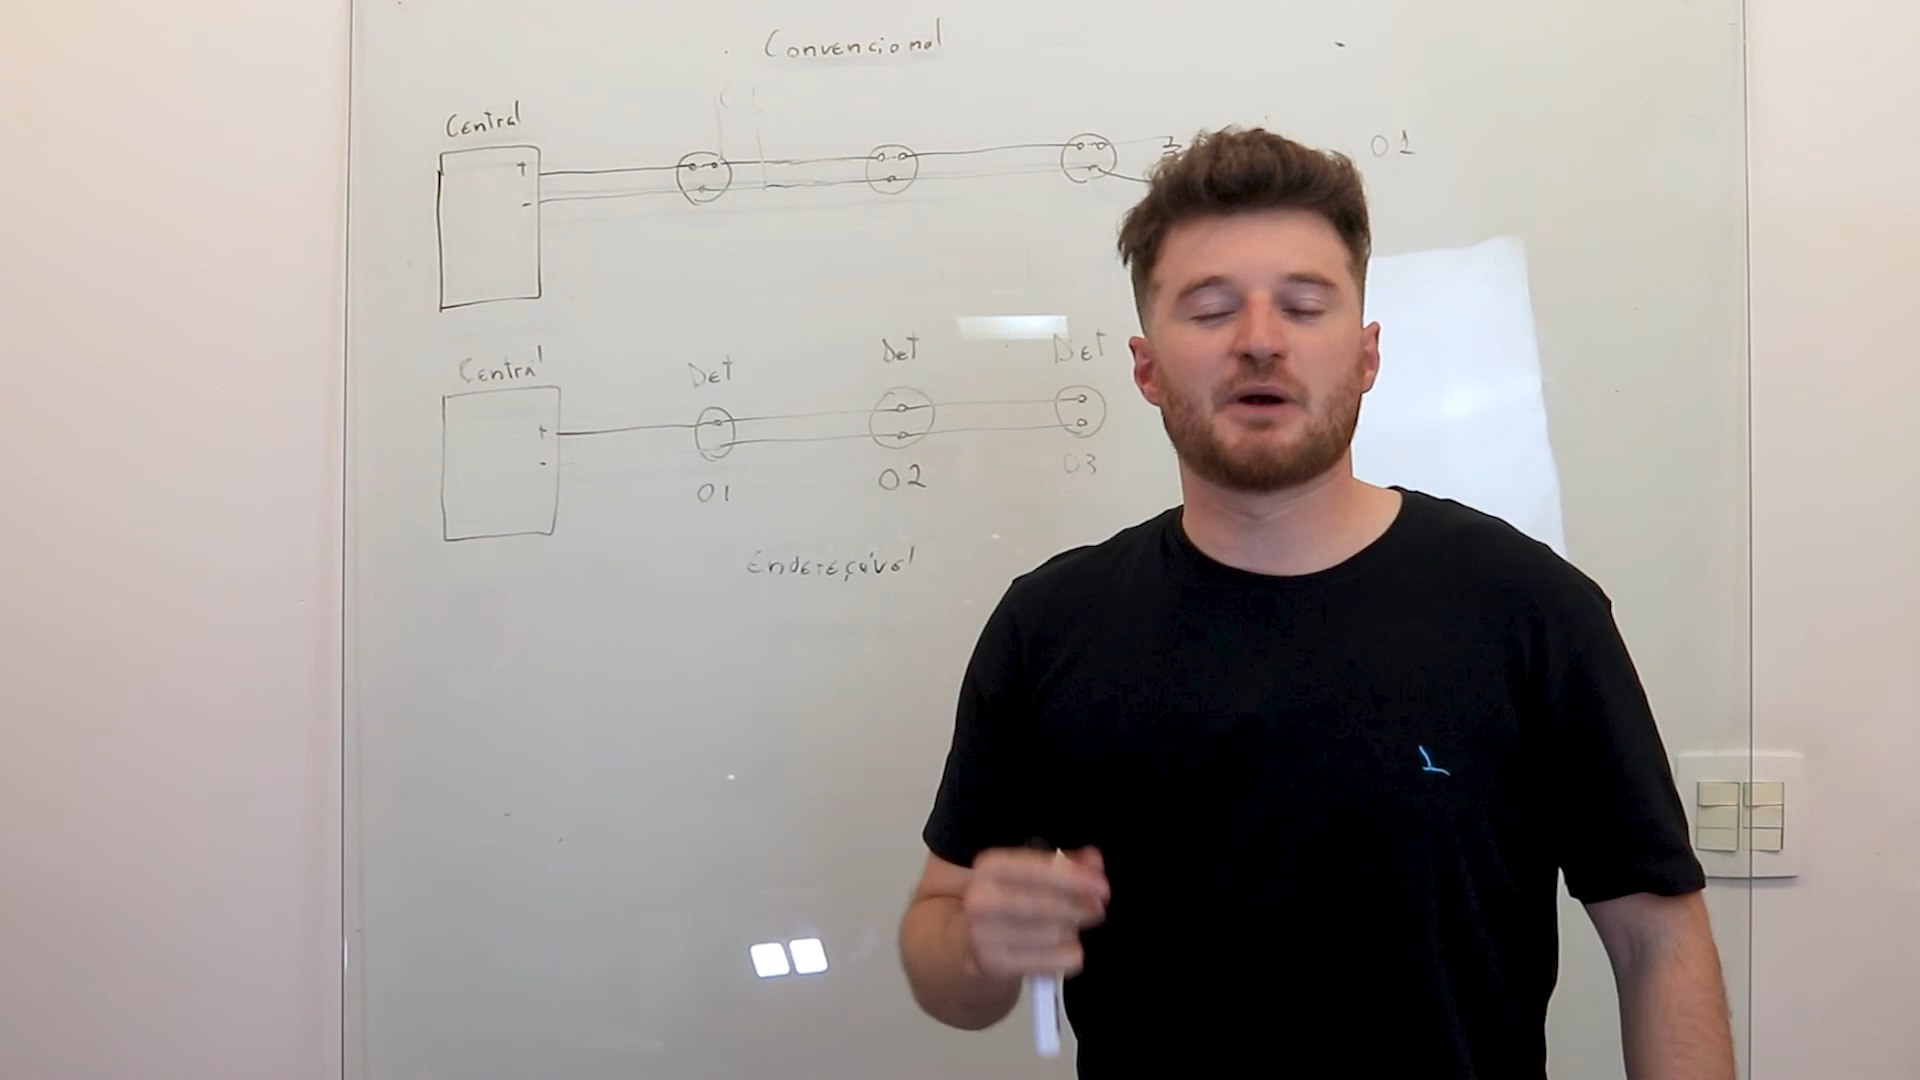 Convencional
Central
+
-
01
Central
Det
Det
Det
+
-
01
02
03
Endereçável